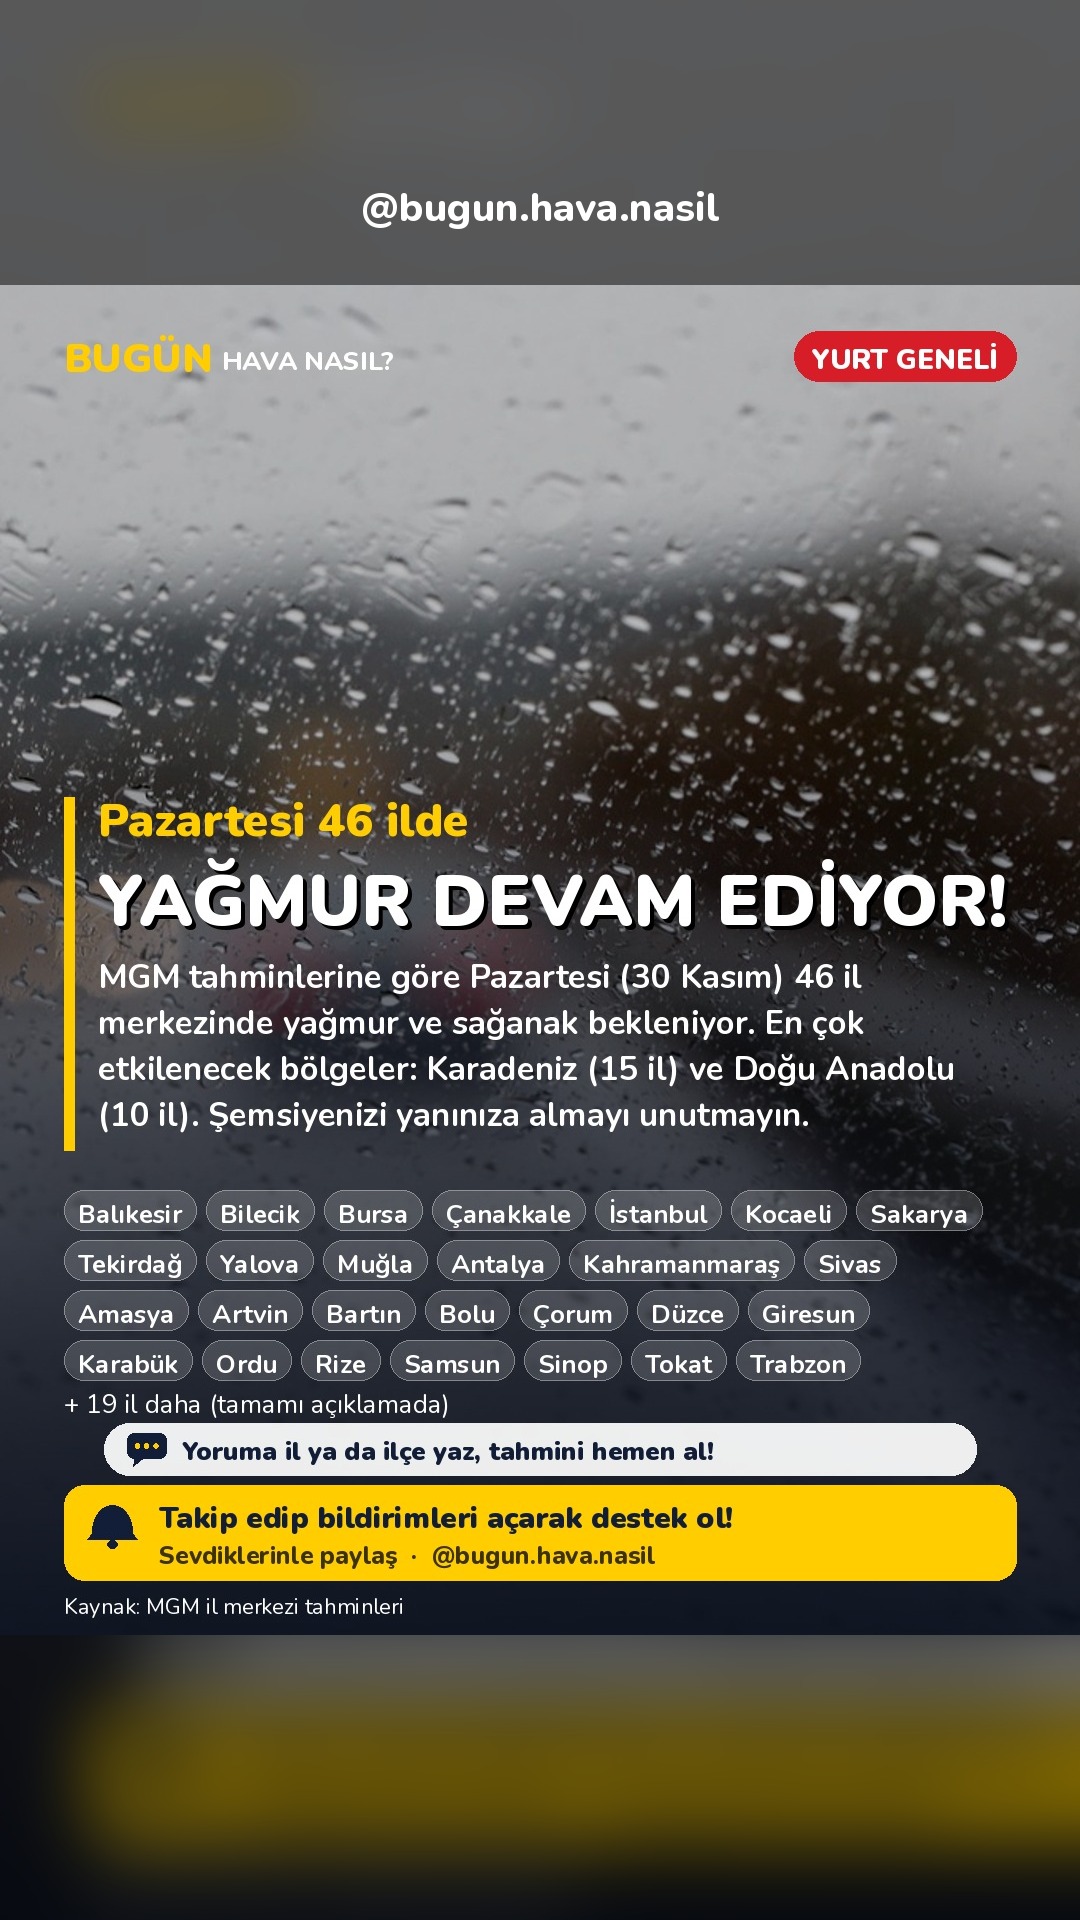 @bugun.hava.nasil
BUGÜN HAVA NASIL?
YURT GENELİ
Pazartesi 46 ilde
YAĞMUR DEVAM EDİYOR!
MGM tahminlerine göre Pazartesi (30 Kasım) 46 il
merkezinde yağmur ve sağanak bekleniyor. En çok
etkilenecek bölgeler: Karadeniz (15 il) ve Doğu Anadolu
(10 il). Şemsiyenizi yanınıza almayı unutmayın.
Balıkesir Bilecik Bursa Çanakkale İstanbul Kocaeli Sakarya
Tekirdağ Yalova Muğla Antalya Kahramanmaraş Sivas
Amasya Artvin Bartın Bolu Çorum Düzce Giresun
Karabük Ordu Rize Samsun Sinop Tokat Trabzon
+ 19 il daha (tamamı açıklamada)
Yoruma il ya da ilçe yaz, tahmini hemen al!
Takip edip bildirimleri açarak destek ol!
Sevdiklerinle paylaş · @bugun.hava.nasil
Kaynak: MGM il merkezi tahminleri